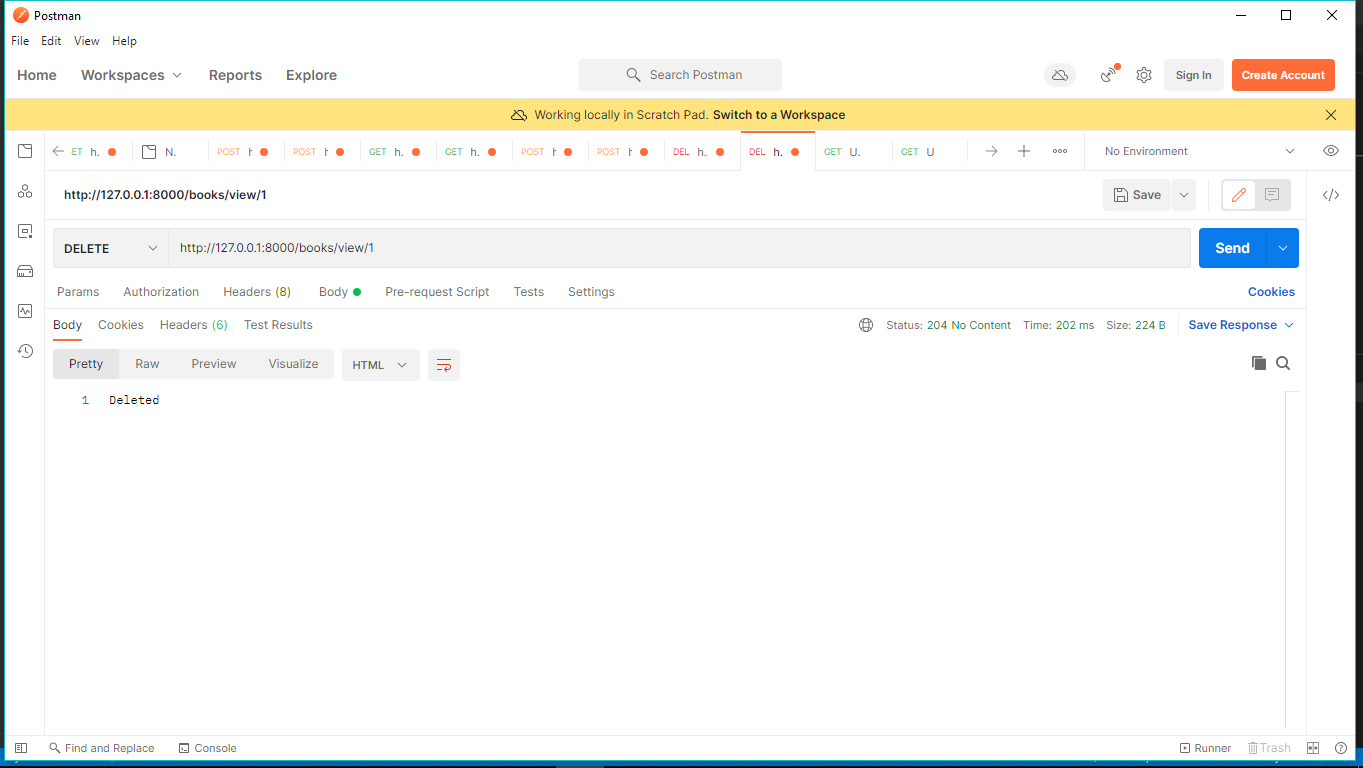 Postman
File Edit View Help
Home Workspaces Reports Explore Search Postman Sign In Create Account
Working locally in Scratch Pad. Switch to a Workspace
ET h. N. POST POST GET h. GET h. POST POST DEL h. DEL h. GET U. GET U No Environment
http://127.0.0.1:8000/books/view/1 Save
DELETE http://127.0.0.1:8000/books/view/1 Send
Params Authorization Headers (8) Body Pre-request Script Tests Settings Cookies
Body Cookies Headers (6) Test Results Status: 204 No Content Time: 202 ms Size: 224 B Save Response
Pretty Raw Preview Visualize HTML
1 Deleted
Find and Replace Console Runner Trash